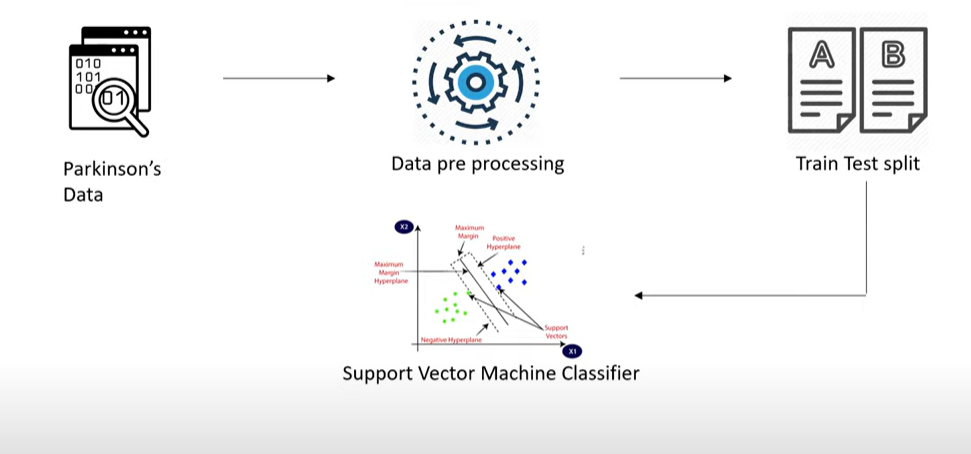 010
101
00
01
A
B
Parkinson's
Data
Data pre processing
Train Test split
X2
Maximum
Margin
Positive
Hyperplane
Maximum
Margin
Hyperplane
Support
Vectors
Negative Hyperplane
X1
Support Vector Machine Classifier